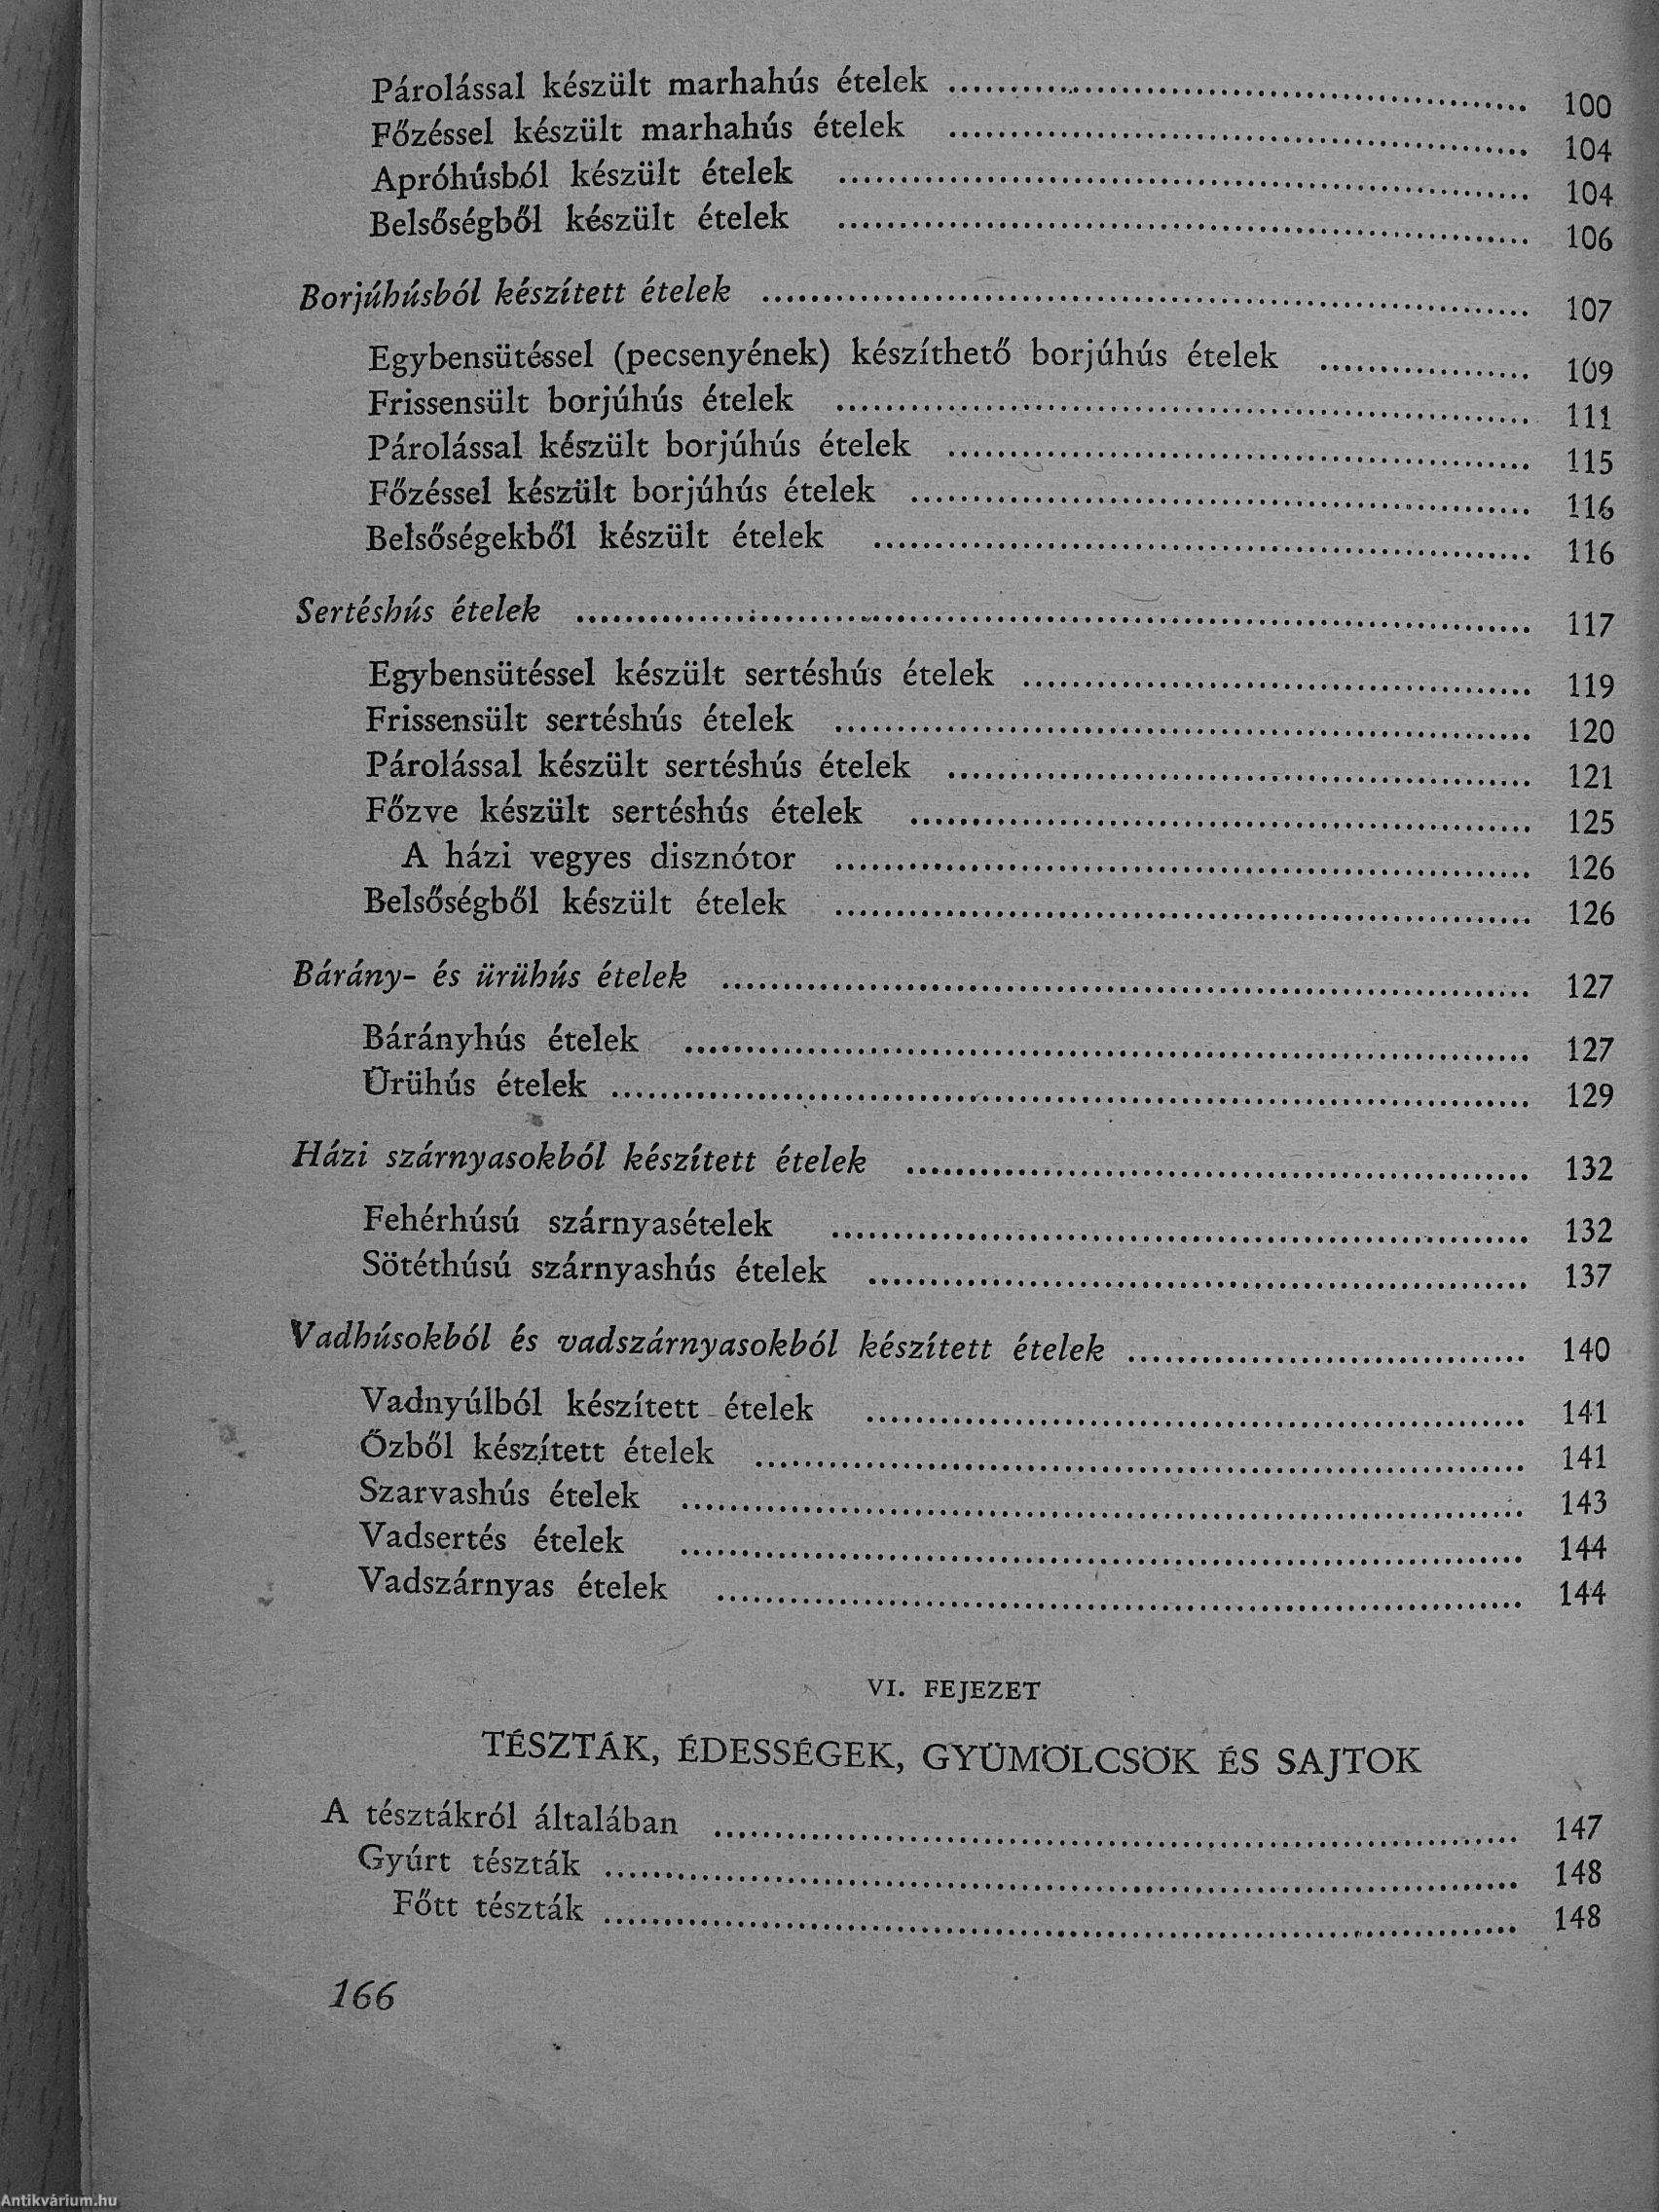 Párolással készült marhahús ételek ........................................ 100
Főzéssel készült marhahús ételek ........................................ 104
Apróhúsból készült ételek ........................................ 104
Belsőségből készült ételek ........................................ 106
Borjúhúsból készített ételek ........................................ 107
Egybensütéssel (pecsenyének) készíthető borjúhús ételek .................. 109
Frissensült borjúhús ételek ........................................ 111
Párolással készült borjúhús ételek ........................................ 115
Főzéssel készült borjúhús ételek ........................................ 116
Belsőségekből készült ételek ........................................ 116
Sertéshús ételek ........................................ 117
Egybensütéssel készült sertéshús ételek ........................................ 119
Frissensült sertéshús ételek ........................................ 120
Párolással készült sertéshús ételek ........................................ 121
Főzve készült sertéshús ételek ........................................ 125
A házi vegyes disznótor ........................................ 126
Belsőségből készült ételek ........................................ 126
Bárány- és ürühús ételek ........................................ 127
Bárányhús ételek ........................................ 127
Ürühús ételek ........................................ 129
Házi szárnyasokból készített ételek ........................................ 132
Fehérhúsú szárnyasételek ........................................ 132
Sötéthúsú szárnyashús ételek ........................................ 137
Vadhúsokból és vadszárnyasokból készített ételek .............................. 140
Vadnyúlból készített ételek ........................................ 141
Őzből készített ételek ........................................ 141
Szarvashús ételek ........................................ 143
Vadsertés ételek ........................................ 144
Vadszárnyas ételek ........................................ 144
VI. FEJEZET
TÉSZTÁK, ÉDESSÉGEK, GYÜMÖLCSÖK ÉS SAJTOK
A tésztákról általában ........................................ 147
Gyúrt tészták ........................................ 148
Főtt tészták ........................................ 148
166
Antikvárium.hu